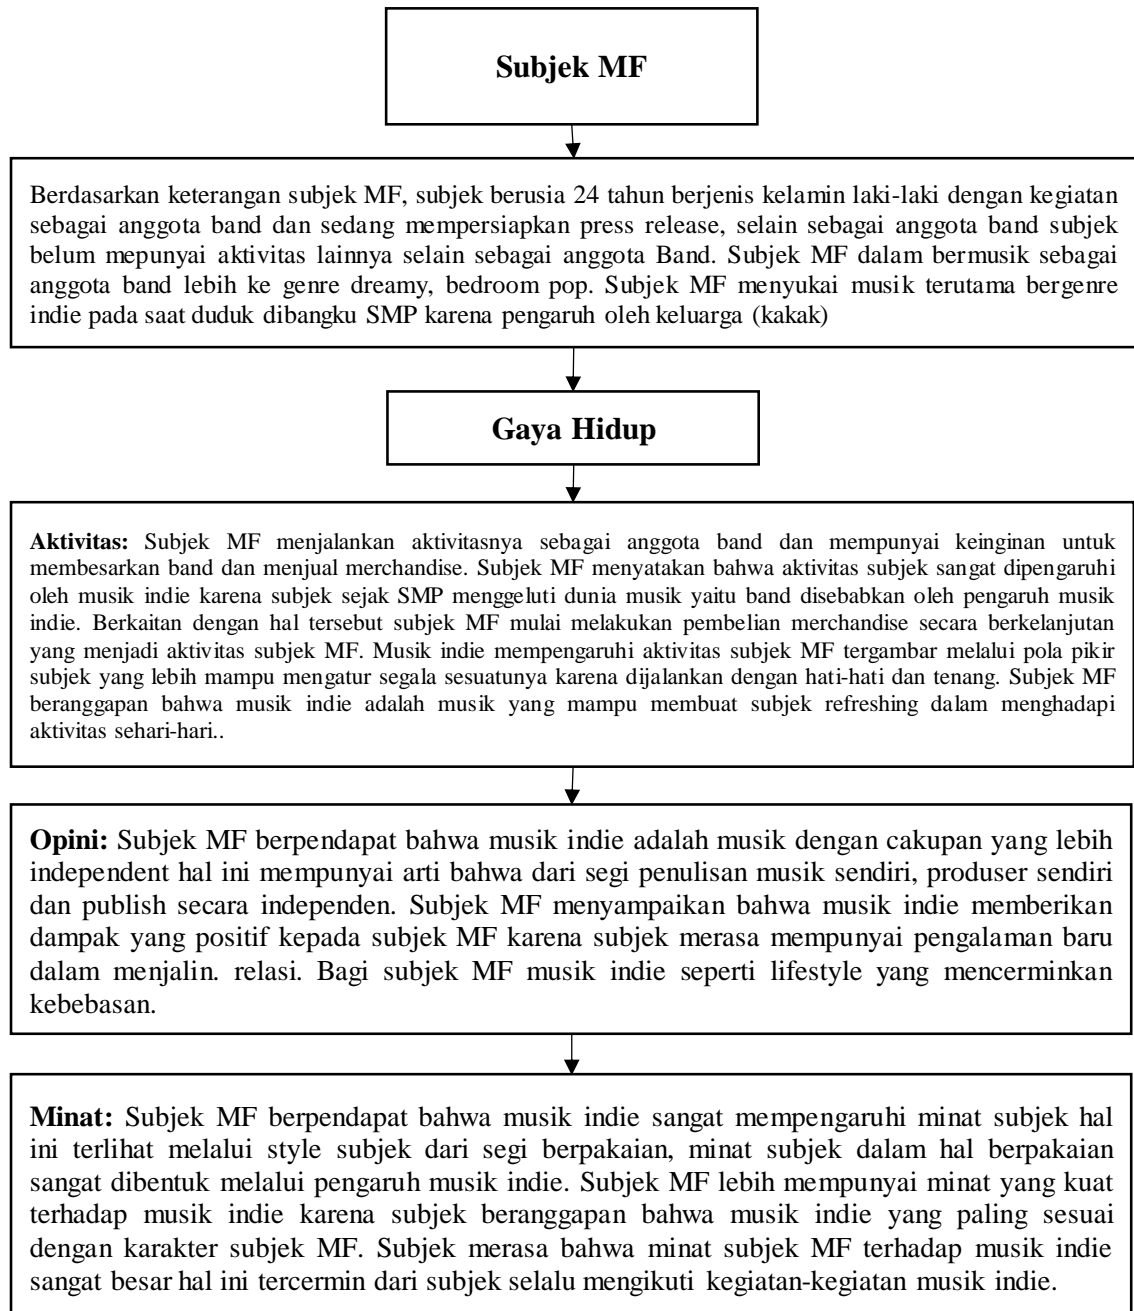 Subjek MF
Berdasarkan keterangan subjek MF, subjek berusia 24 tahun berjenis kelamin laki-laki dengan kegiatan
sebagai anggota band dan sedang mempersiapkan press release, selain sebagai anggota band subjek
belum mepunyai aktivitas lainnya selain sebagai anggota Band. Subjek MF dalam bermusik sebagai
anggota band lebih ke genre dreamy, bedroom pop. Subjek MF menyukai musik terutama bergenre
indie pada saat duduk dibangku SMP karena pengaruh oleh keluarga (kakak)
Gaya Hidup
Aktivitas: Subjek MF menjalankan aktivitasnya sebagai anggota band dan mempunyai keinginan untuk
membesarkan band dan menjual merchandise. Subjek MF menyatakan bahwa aktivitas subjek sangat dipengaruhi
oleh musik indie karena subjek sejak SMP menggeluti dunia musik yaitu band disebabkan oleh pengaruh musik
indie. Berkaitan dengan hal tersebut subjek MF mulai melakukan pembelian merchandise secara berkelanjutan
yang menjadi aktivitas subjek MF. Musik indie mempengaruhi aktivitas subjek MF tergambar melalui pola pikir
subjek yang lebih mampu mengatur segala sesuatunya karena dijalankan dengan hati-hati dan tenang. Subjek MF
beranggapan bahwa musik indie adalah musik yang mampu membuat subjek refreshing dalam menghadapi
aktivitas sehari-hari..
Opini: Subjek MF berpendapat bahwa musik indie adalah musik dengan cakupan yang lebih
independent hal ini mempunyai arti bahwa dari segi penulisan musik sendiri, produser sendiri
dan publish secara independen. Subjek MF menyampaikan bahwa musik indie memberikan
dampak yang positif kepada subjek MF karena subjek merasa mempunyai pengalaman baru
dalam menjalin. relasi. Bagi subjek MF musik indie seperti lifestyle yang mencerminkan
kebebasan.
Minat: Subjek MF berpendapat bahwa musik indie sangat mempengaruhi minat subjek hal
ini terlihat melalui style subjek dari segi berpakaian, minat subjek dalam hal berpakaian
sangat dibentuk melalui pengaruh musik indie. Subjek MF lebih mempunyai minat yang kuat
terhadap musik indie karena subjek beranggapan bahwa musik indie yang paling sesuai
dengan karakter subjek MF. Subjek merasa bahwa minat subjek MF terhadap musik indie
sangat besar hal ini tercermin dari subjek selalu mengikuti kegiatan-kegiatan musik indie.